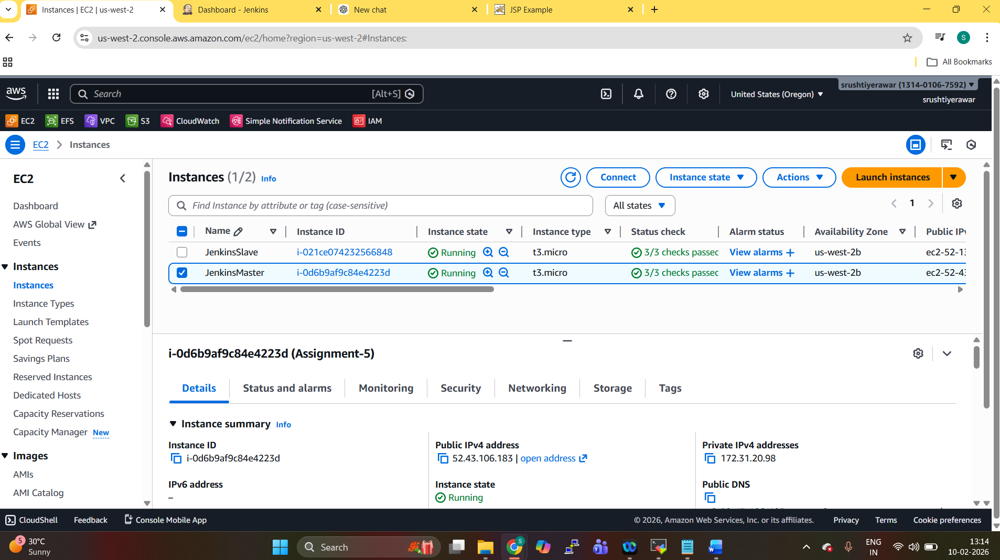 Instances | EC2 | us-west-2
Dashboard - Jenkins
New chat
JSP Example
us-west-2.console.aws.amazon.com/ec2/home?region=us-west-2#Instances:
S
All Bookmarks
aws
Search
[Alt+S]
United States (Oregon)
srushtiyerawar (1314-0106-7592)
srushtiyerawar
EC2
EFS
VPC
S3
CloudWatch
Simple Notification Service
IAM
EC2
Instances
EC2
Dashboard
AWS Global View
Events
Instances
Instances
Instance Types
Launch Templates
Spot Requests
Savings Plans
Reserved Instances
Dedicated Hosts
Capacity Reservations
Capacity Manager New
Images
AMIs
AMI Catalog
Instances (1/2) Info
Connect
Instance state
Actions
Launch instances
Find Instance by attribute or tag (case-sensitive)
All states
1
Name Instance ID Instance state Instance type Status check Alarm status Availability Zone Public IPv
JenkinsSlave i-021ce074232566848 Running t3.micro 3/3 checks passed View alarms + us-west-2b ec2-52-13
JenkinsMaster i-0d6b9af9c84e4223d Running t3.micro 3/3 checks passed View alarms + us-west-2b ec2-52-43
i-0d6b9af9c84e4223d (Assignment-5)
Details
Status and alarms
Monitoring
Security
Networking
Storage
Tags
Instance summary Info
Instance ID
i-0d6b9af9c84e4223d
Public IPv4 address
52.43.106.183 | open address
Private IPv4 addresses
172.31.20.98
IPv6 address
–
Instance state
Running
Public DNS
CloudShell
Feedback
Console Mobile App
© 2026, Amazon Web Services, Inc. or its affiliates.
Privacy
Terms
Cookie preferences
5
30°C
Sunny
Search
S
ENG
IN
13:14
10-02-2026